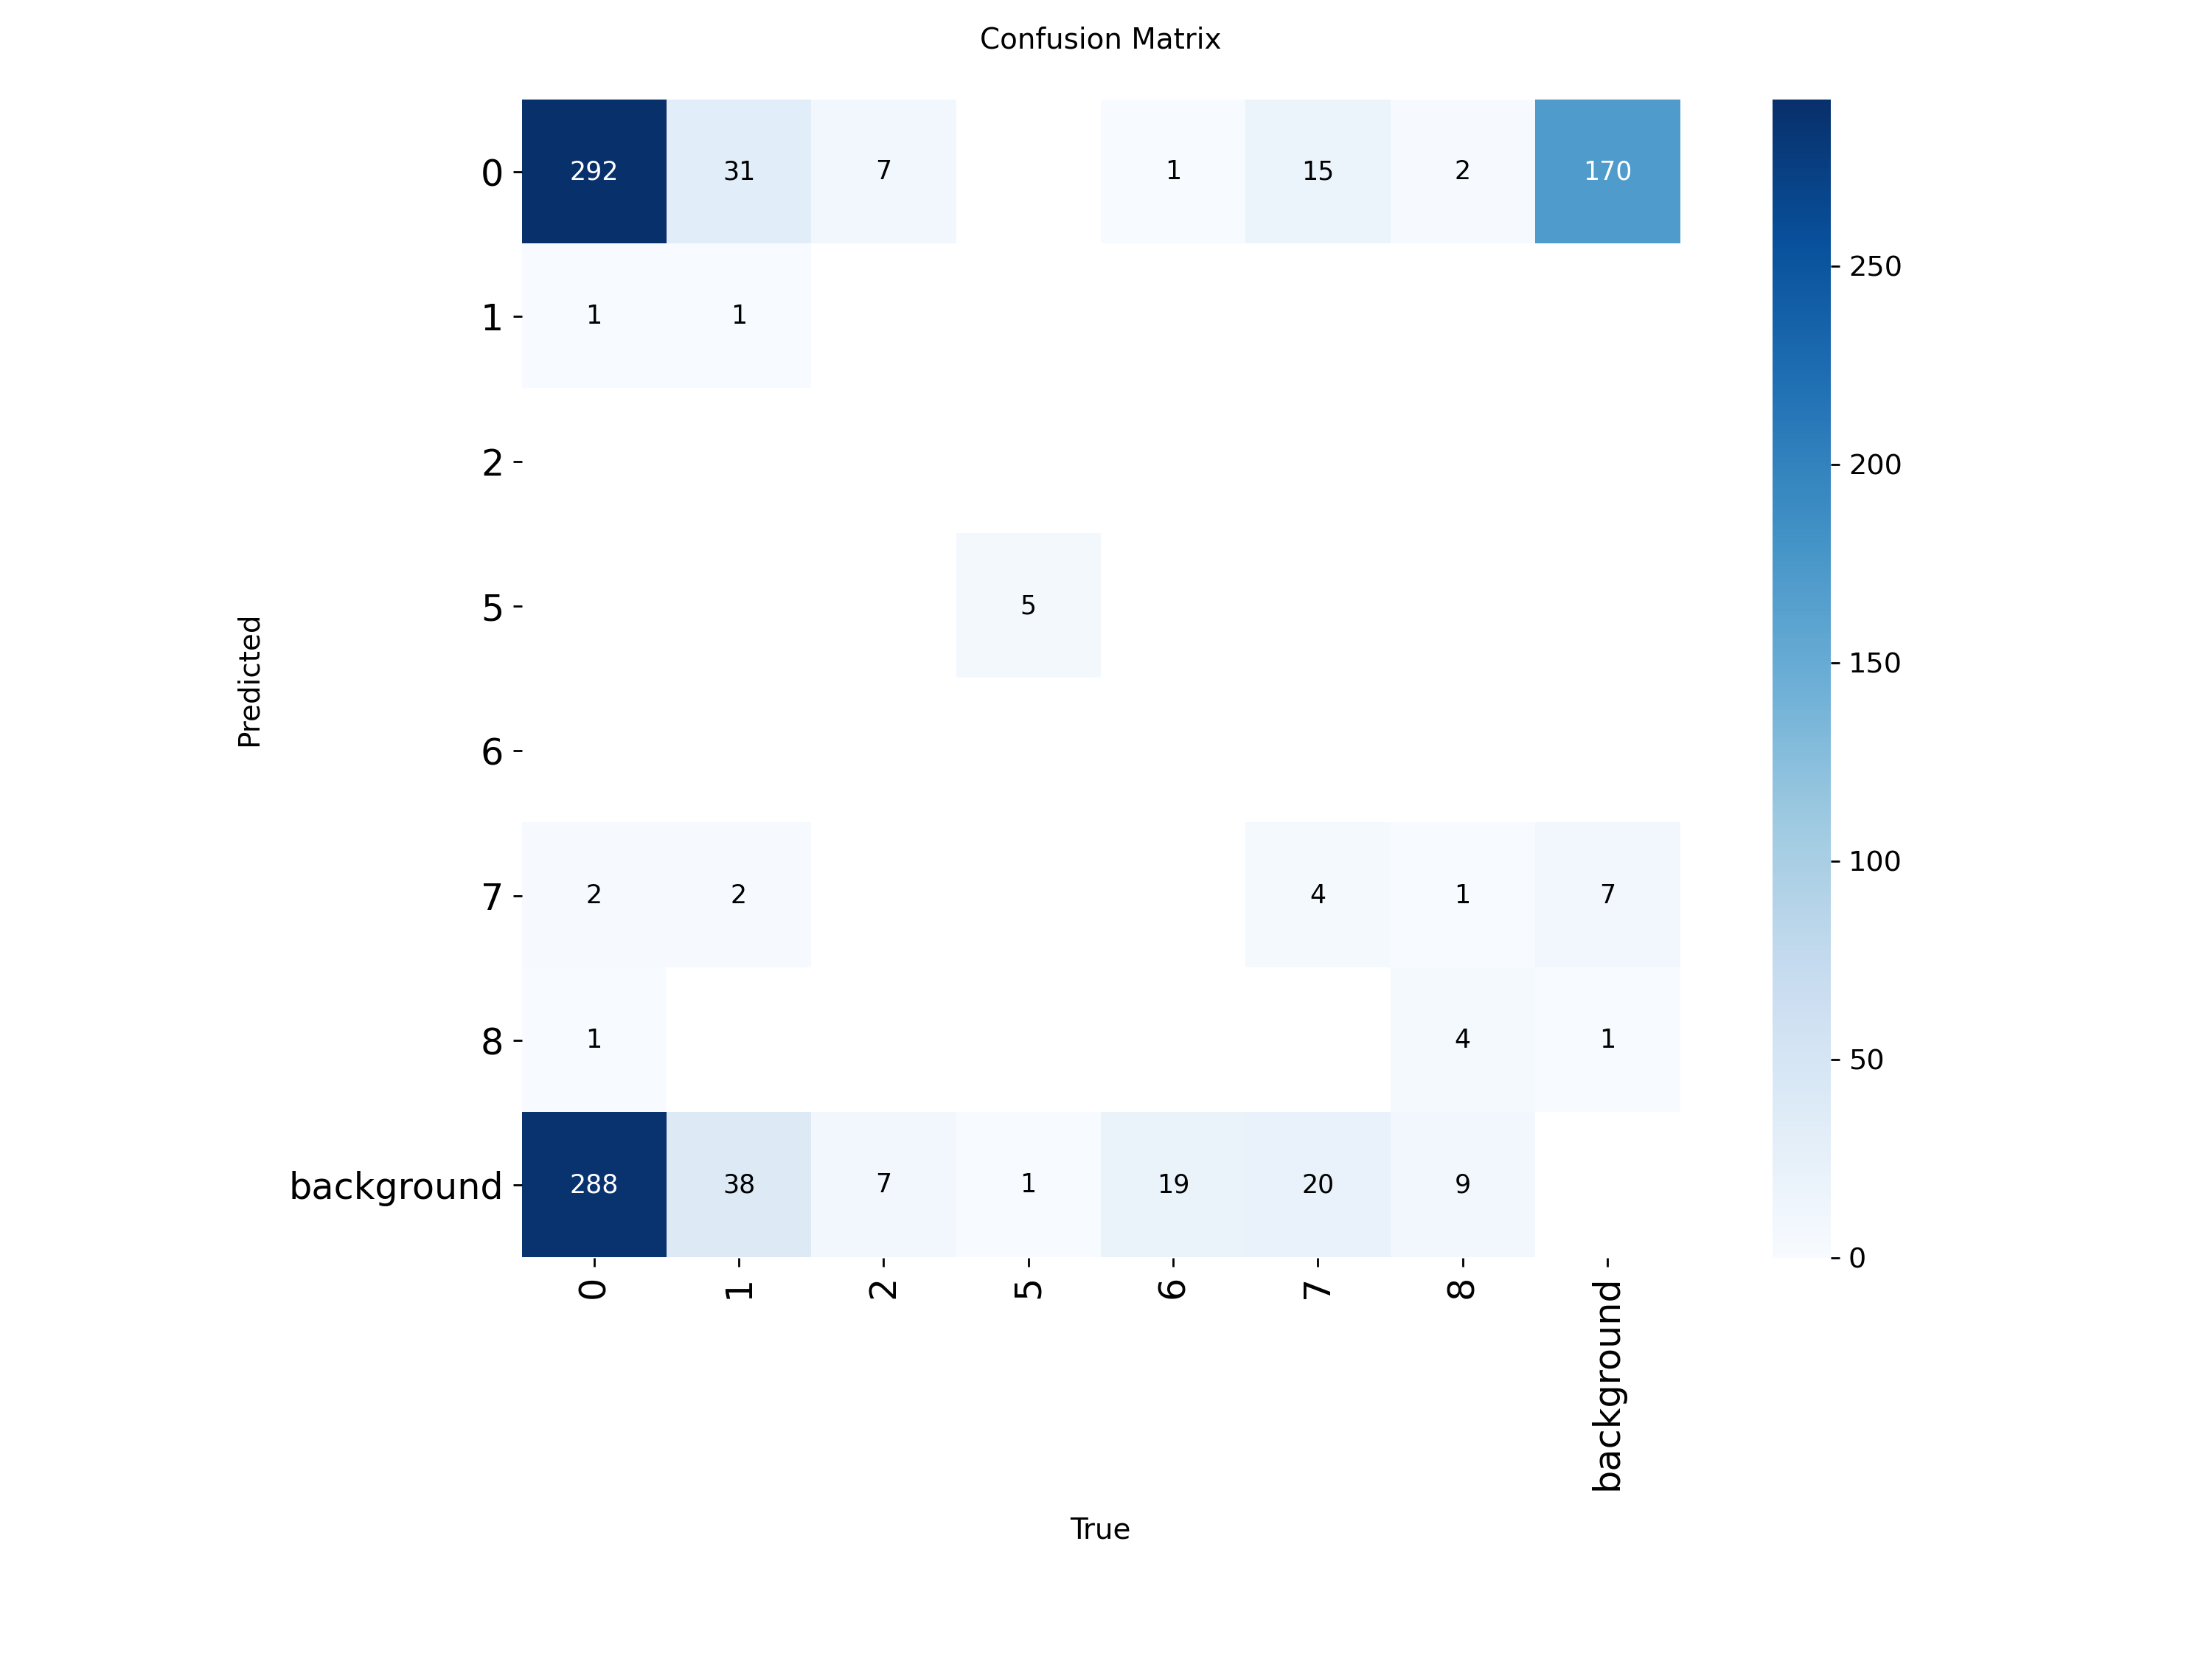 Confusion Matrix
0 292 31 7 1 15 2 170
1 1 1
2
5 5
6
7 2 2 4 1 7
8 1 4 1
background 288 38 7 1 19 20 9
0 1 2 5 6 7 8 background
True
Predicted
250
200
150
100
50
0